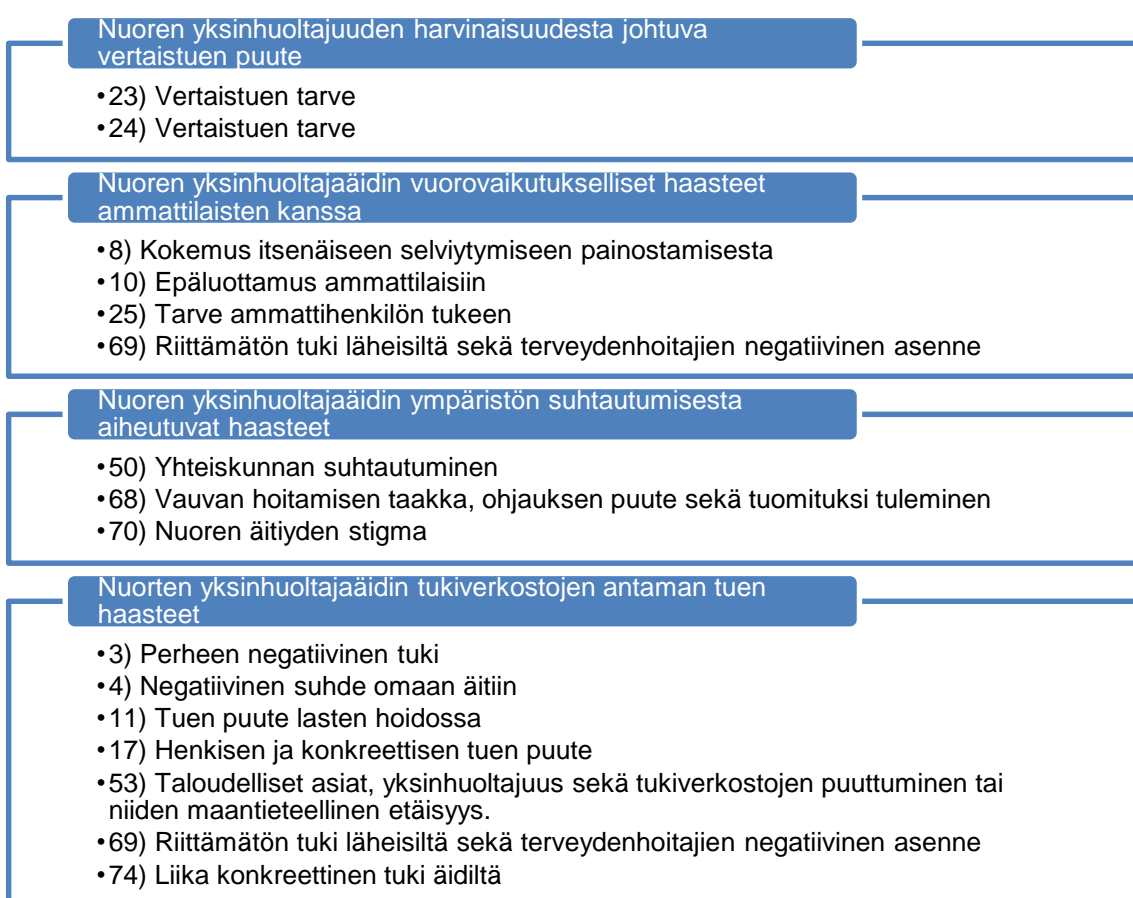 Nuoren yksinhuoltajuuden harvinaisuudesta johtuva
vertaistuen puute
•23) Vertaistuen tarve
•24) Vertaistuen tarve
Nuoren yksinhuoltajaäidin vuorovaikutukselliset haasteet
ammattilaisten kanssa
•8) Kokemus itsenäiseen selviytymiseen painostamisesta
•10) Epäluottamus ammattilaisiin
•25) Tarve ammattihenkilön tukeen
•69) Riittämätön tuki läheisiltä sekä terveydenhoitajien negatiivinen asenne
Nuoren yksinhuoltajaäidin ympäristön suhtautumisesta
aiheutuvat haasteet
•50) Yhteiskunnan suhtautuminen
•68) Vauvan hoitamisen taakka, ohjauksen puute sekä tuomituksi tuleminen
•70) Nuoren äitiyden stigma
Nuorten yksinhuoltajaäidin tukiverkostojen antaman tuen
haasteet
•3) Perheen negatiivinen tuki
•4) Negatiivinen suhde omaan äitiin
•11) Tuen puute lasten hoidossa
•17) Henkisen ja konkreettisen tuen puute
•53) Taloudelliset asiat, yksinhuoltajuus sekä tukiverkostojen puuttuminen tai
niiden maantieteellinen etäisyys.
•69) Riittämätön tuki läheisiltä sekä terveydenhoitajien negatiivinen asenne
•74) Liika konkreettinen tuki äidiltä